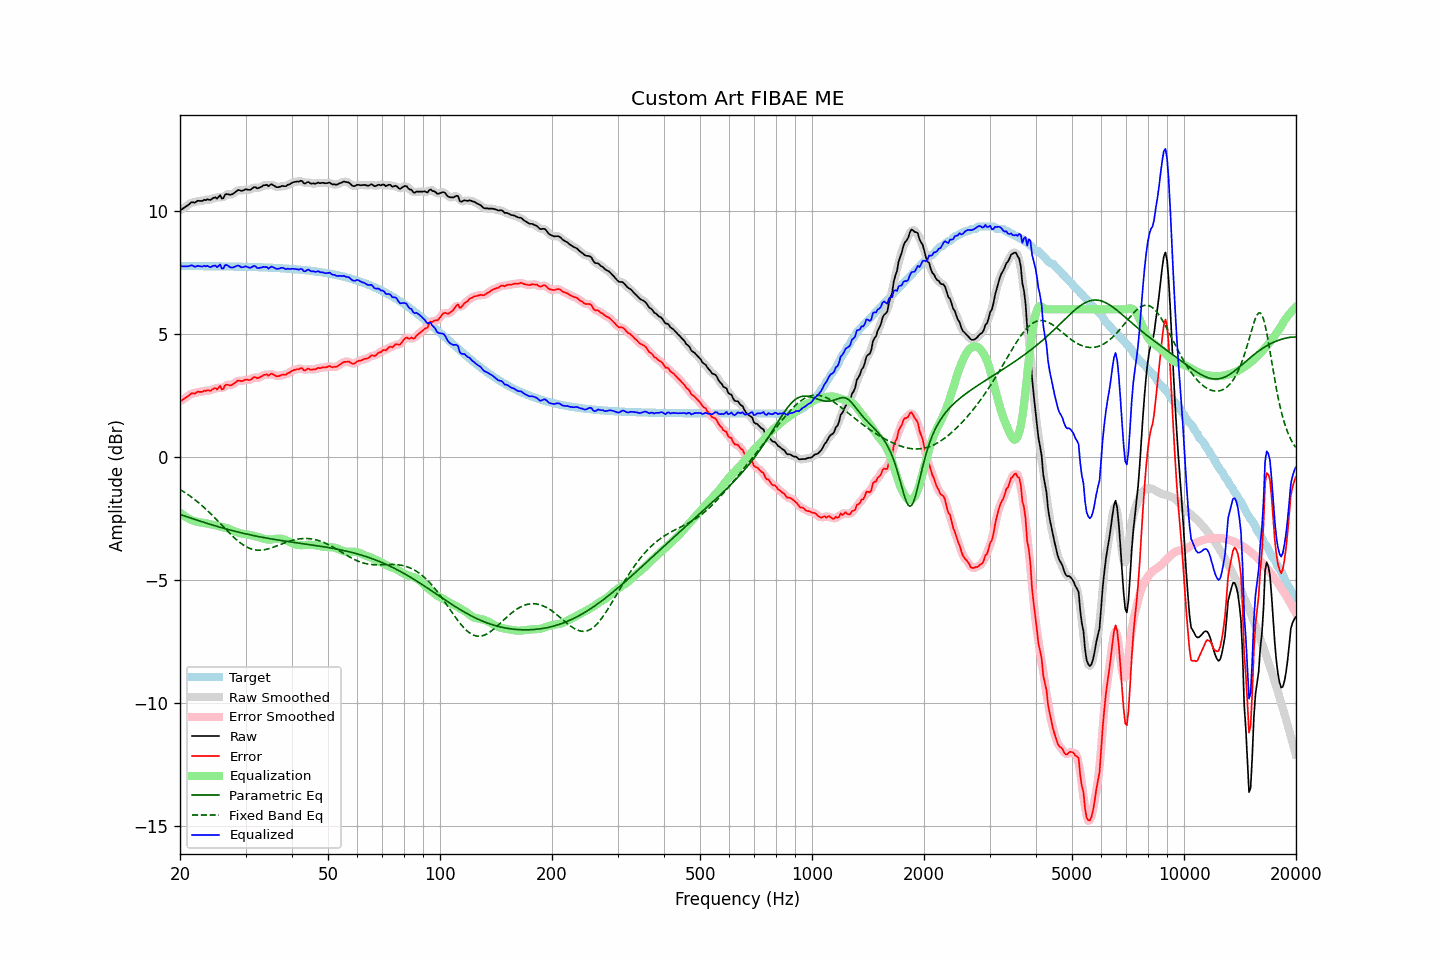 Custom Art FIBAE ME
Amplitude (dBr)
10
5
0
−5
−10
−15
Target
Raw Smoothed
Error Smoothed
Raw
Error
Equalization
Parametric Eq
Fixed Band Eq
Equalized
20 50 100 200 500 1000 2000 5000 10000 20000
Frequency (Hz)